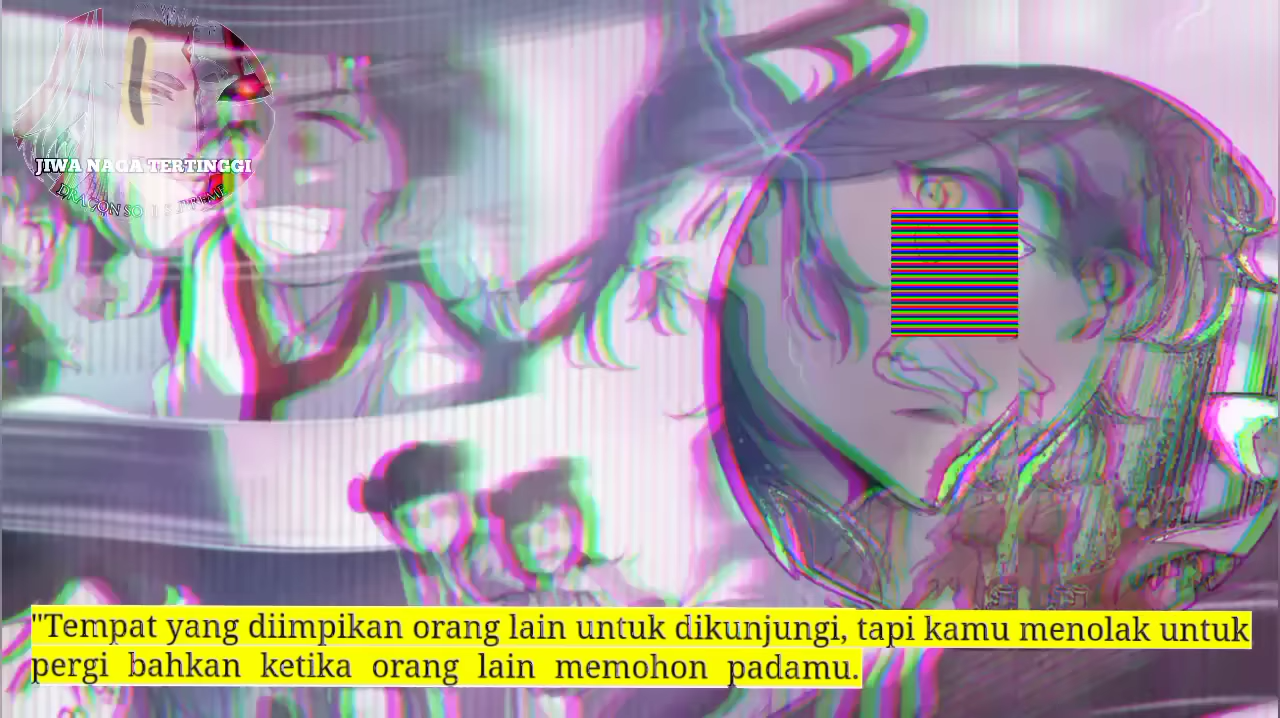 JIWA NAGA TERTINGGI
"Tempat yang diimpikan orang lain untuk dikunjungi, tapi kamu menolak untuk
pergi bahkan ketika orang lain memohon padamu.